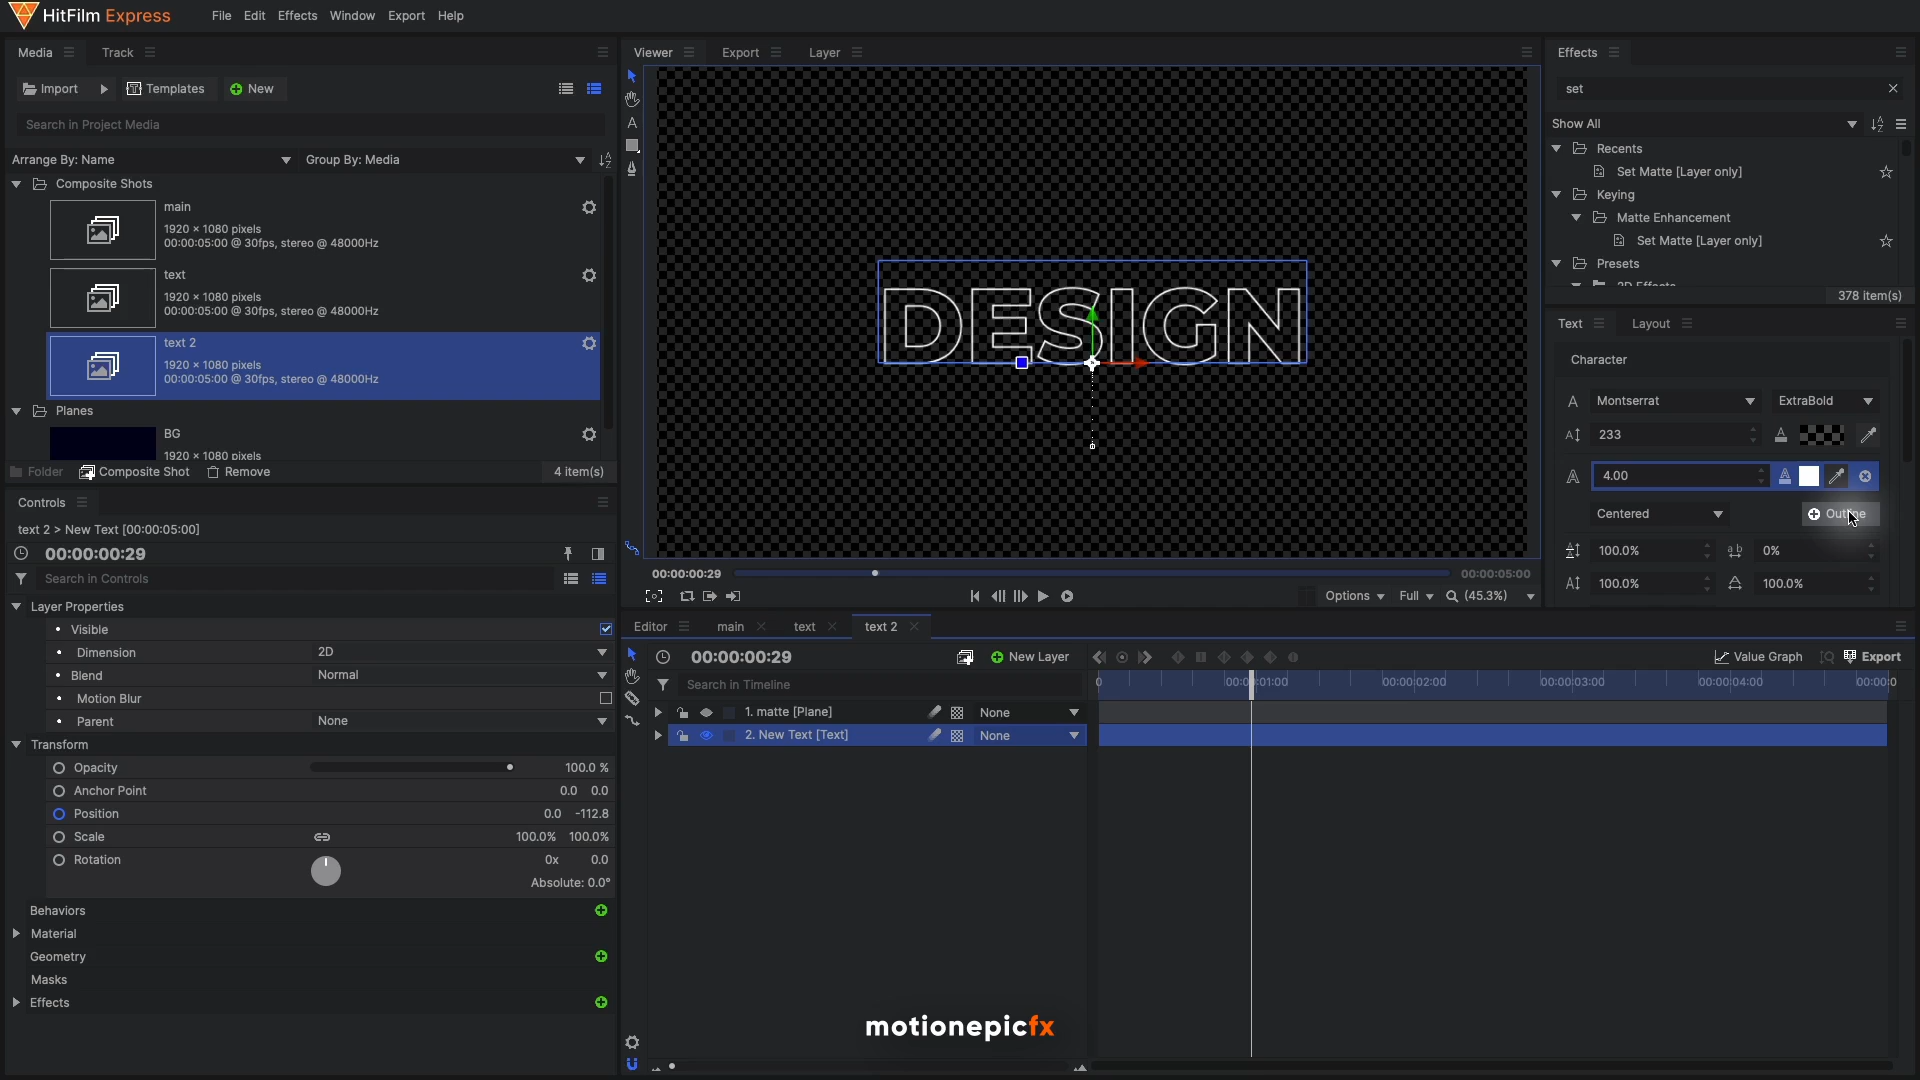 HitFilm Express
File Edit Effects Window Export Help
Media Track
Import Templates New
Search in Project Media
Arrange By: Name Group By: Media
Composite Shots
main
1920 × 1080 pixels
00:00:05:00 @ 30fps, stereo @ 48000Hz
text
1920 × 1080 pixels
00:00:05:00 @ 30fps, stereo @ 48000Hz
text 2
1920 × 1080 pixels
00:00:05:00 @ 30fps, stereo @ 48000Hz
Planes
BG
1920 × 1080 pixels
Folder Composite Shot Remove 4 item(s)
Controls
text 2 > New Text [00:00:05:00]
00:00:00:29
Search in Controls
Layer Properties
Visible
Dimension 2D
Blend Normal
Motion Blur
Parent None
Transform
Opacity 100.0 %
Anchor Point 0.0 0.0
Position 0.0 -112.8
Scale 100.0% 100.0%
Rotation 0x 0.0
Absolute: 0.0°
Behaviors
Material
Geometry
Masks
Effects
Viewer Export Layer
DESIGN
00:00:00:29 00:00:05:00
Options Full (45.3%)
Editor main text text 2
00:00:00:29 New Layer Value Graph Export
Search in Timeline
0 00:00:01:00 00:00:02:00 00:00:03:00 00:00:04:00 00:00:0
1. matte [Plane] None
2. New Text [Text] None
motionepicfx
Effects
set
Show All
Recents
Set Matte [Layer only]
Keying
Matte Enhancement
Set Matte [Layer only]
Presets
378 item(s)
Text Layout
Character
Montserrat ExtraBold
233
4.00
Centered Outline
100.0% 0%
100.0% 100.0%